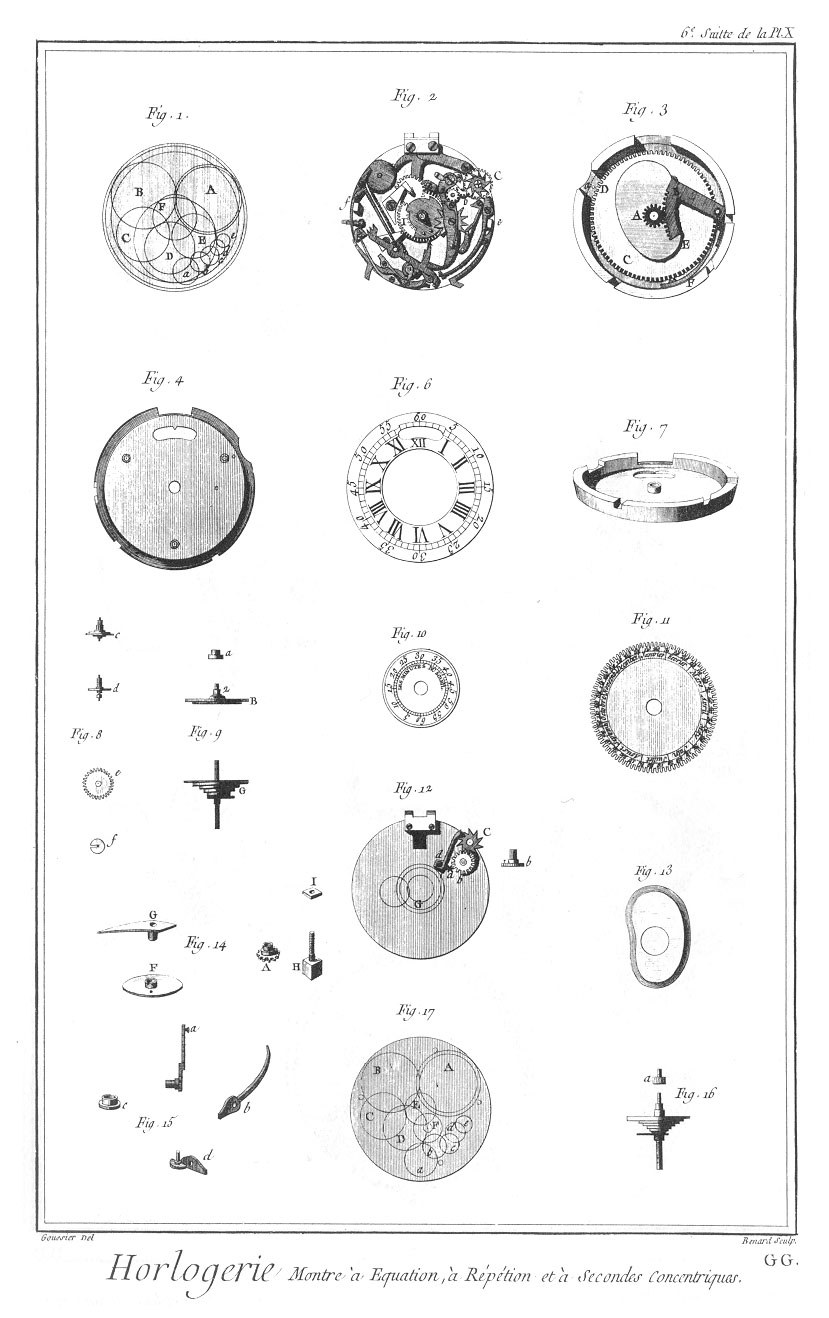 6.e Suitte de la Pl. X
Fig. 1.
Fig. 2
Fig. 3
B A
F
C E
D
a
C
f
e
D
A
E
C
F
Fig. 4
Fig. 6
Fig. 7
60 5 10 15 20 25 30 35 40 45 50 55
XII I II III IIII V VI VII VIII IX X XI
c
a
d
2
B
Fig. 8
Fig. 9
e
G
f
Fig. 10
Fig. 11
Fig. 12
C
d
a
b
b
G
Fig. 13
I
G
Fig. 14
F
A
H
a
c
b
Fig. 15
d
Fig. 17
B A
C E
F
D
d e
b c
a
a
Fig. 16
Goussier Del
Benard Sculp.
Horlogerie Montre à Equation, à Répétion et à Secondes Concentriques.
GG.